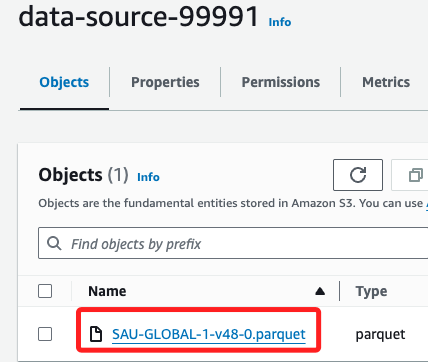 data-source-99991 Info
Objects Properties Permissions Metrics
Objects (1) Info
Objects are the fundamental entities stored in Amazon S3. You can use
Find objects by prefix
Name Type
SAU-GLOBAL-1-v48-0.parquet parquet